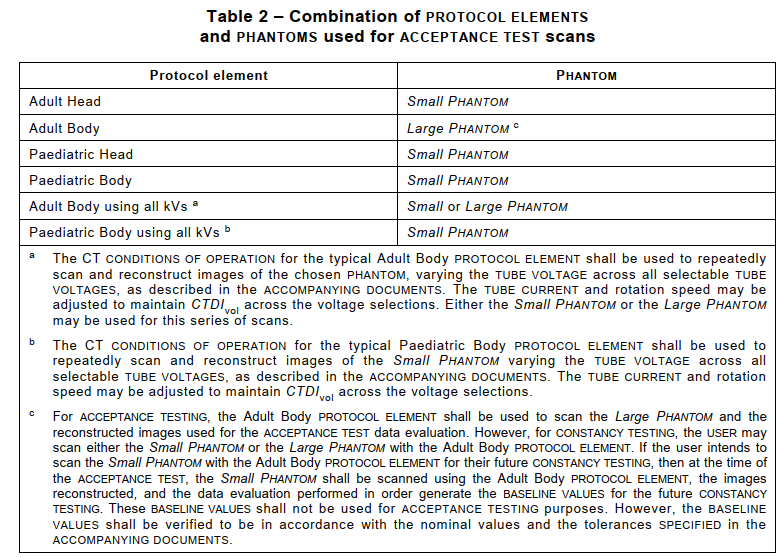 Table 2 – Combination of PROTOCOL ELEMENTS
and PHANTOMS used for ACCEPTANCE TEST scans
Protocol element PHANTOM
Adult Head Small PHANTOM
Adult Body Large PHANTOM c
Paediatric Head Small PHANTOM
Paediatric Body Small PHANTOM
Adult Body using all kVs a Small or Large PHANTOM
Paediatric Body using all kVs b Small PHANTOM
a The CT CONDITIONS OF OPERATION for the typical Adult Body PROTOCOL ELEMENT shall be used to repeatedly
scan and reconstruct images of the chosen PHANTOM, varying the TUBE VOLTAGE across all selectable TUBE
VOLTAGES, as described in the ACCOMPANYING DOCUMENTS. The TUBE CURRENT and rotation speed may be
adjusted to maintain CTDIvol across the voltage selections. Either the Small PHANTOM or the Large PHANTOM
may be used for this series of scans.
b The CT CONDITIONS OF OPERATION for the typical Paediatric Body PROTOCOL ELEMENT shall be used to
repeatedly scan and reconstruct images of the Small PHANTOM varying the TUBE VOLTAGE across all
selectable TUBE VOLTAGES, as described in the ACCOMPANYING DOCUMENTS. The TUBE CURRENT and rotation
speed may be adjusted to maintain CTDIvol across the voltage selections.
c For ACCEPTANCE TESTING, the Adult Body PROTOCOL ELEMENT shall be used to scan the Large PHANTOM and the
reconstructed images used for the ACCEPTANCE TEST data evaluation. However, for CONSTANCY TESTING, the USER may
scan either the Small PHANTOM or the Large PHANTOM with the Adult Body PROTOCOL ELEMENT. If the user intends to
scan the Small PHANTOM with the Adult Body PROTOCOL ELEMENT for their future CONSTANCY TESTING, then at the time of
the ACCEPTANCE TEST, the Small PHANTOM shall be scanned using the Adult Body PROTOCOL ELEMENT, the images
reconstructed, and the data evaluation performed in order generate the BASELINE VALUES for the future CONSTANCY
TESTING. These BASELINE VALUES shall not be used for ACCEPTANCE TESTING purposes. However, the BASELINE
VALUES shall be verified to be in accordance with the nominal values and the tolerances SPECIFIED in the
ACCOMPANYING DOCUMENTS.